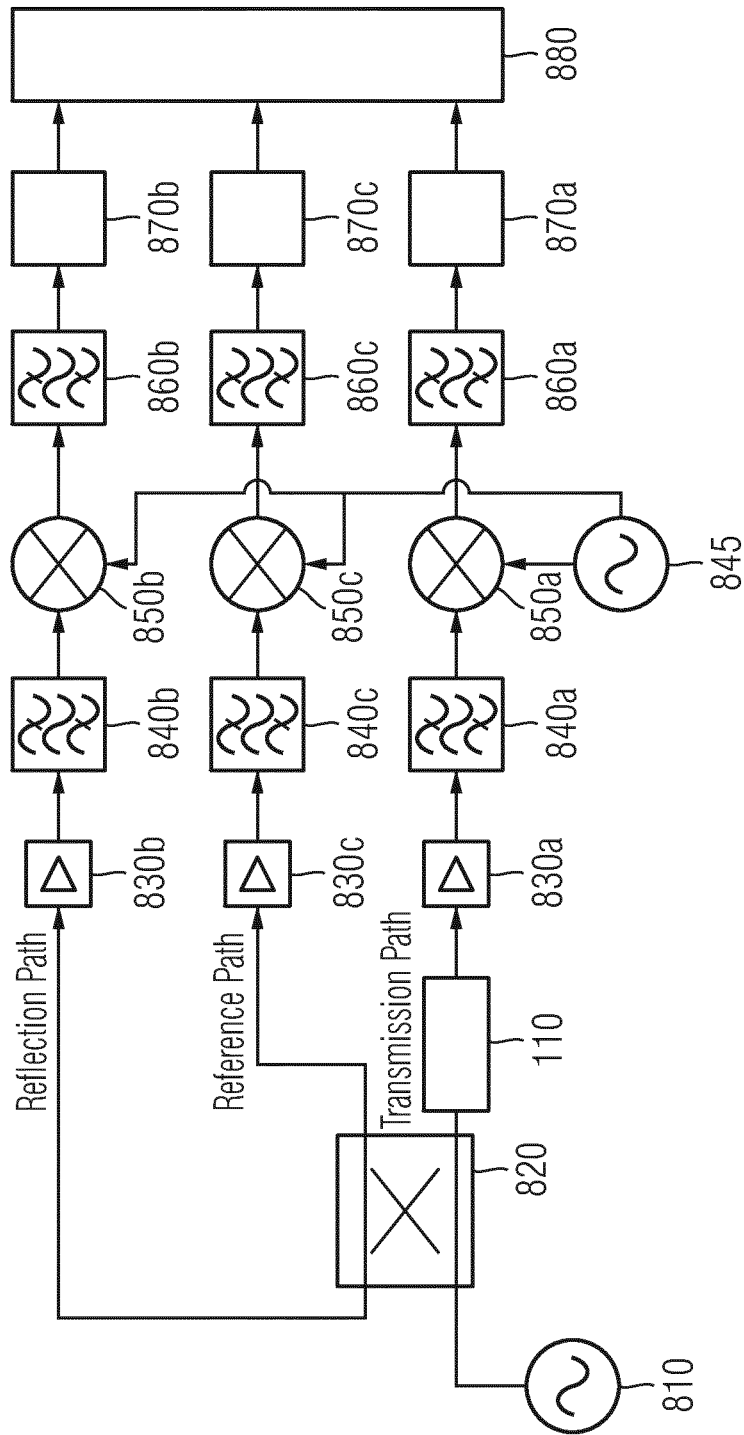 Reflection Path
830b
840b
850b
860b
870b
Reference Path
830c
840c
850c
860c
870c
880
Transmission Path
110
830a
840a
850a
860a
870a
820
810
845